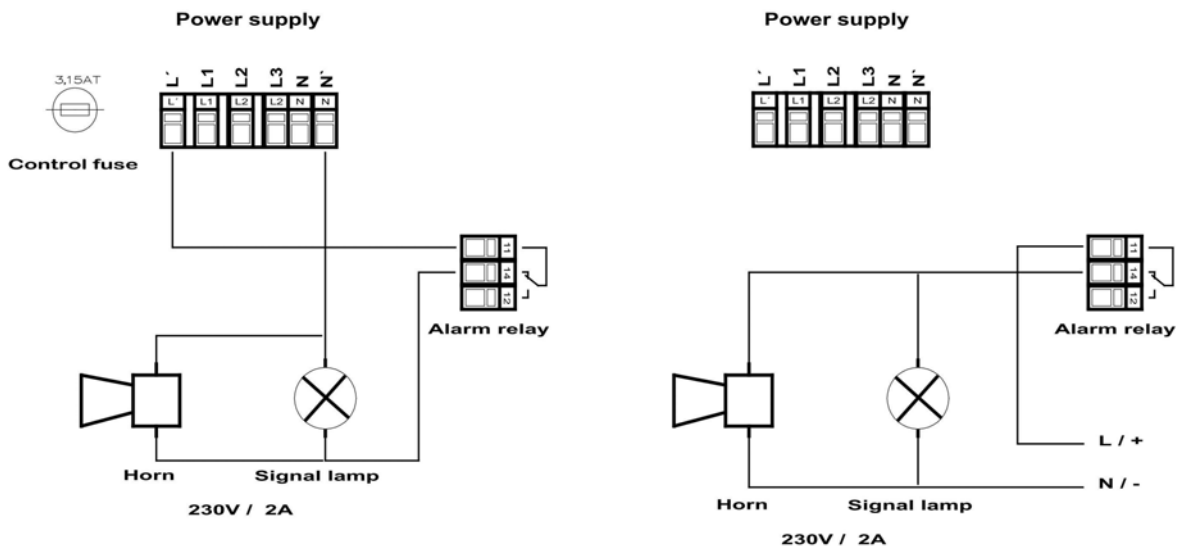 Power supply
Power supply
3,15AT
L´ L1 L2 L3 N N´
L´ L1 L2 L2 N N
L´ L1 L2 L3 N N´
L´ L1 L2 L2 N N
Control fuse
11
14
12
Alarm relay
11
14
12
Alarm relay
L / +
N / -
Horn
Signal lamp
230V / 2A
Horn
Signal lamp
230V / 2A